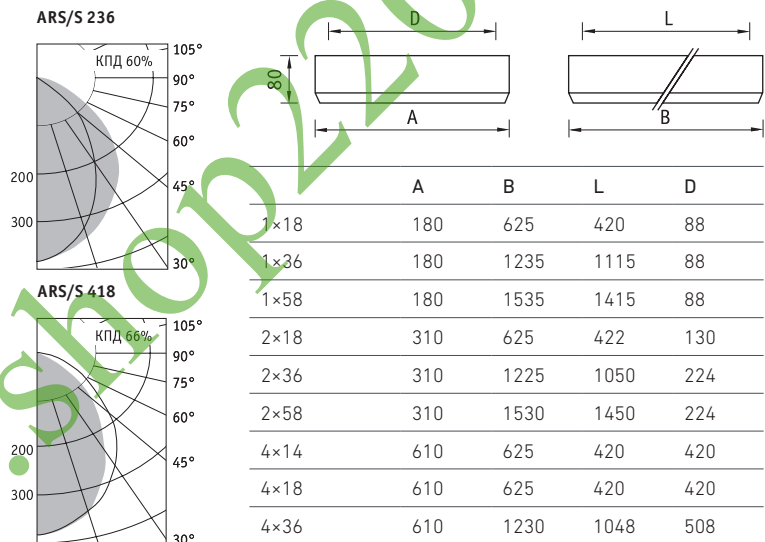 ARS/S 236
КПД 60%
105°
90°
75°
60°
45°
30°
200
300
ARS/S 418
КПД 66%
105°
90°
75°
60°
45°
30°
200
300
D
L
80
A
B
A B L D
1×18 180 625 420 88
1×36 180 1235 1115 88
1×58 180 1535 1415 88
2×18 310 625 422 130
2×36 310 1225 1050 224
2×58 310 1530 1450 224
4×14 610 625 420 420
4×18 610 625 420 420
4×36 610 1230 1048 508
.shop220